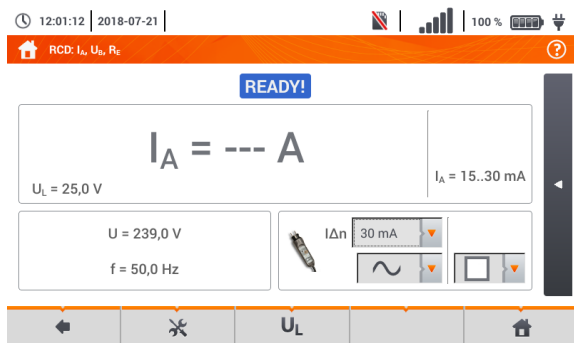 12:01:12 2018-07-21 100 %
RCD: IA, UB, RE ?
READY!
IA = --- A
UL = 25,0 V
IA = 15..30 mA
U = 239,0 V
f = 50,0 Hz
IΔn 30 mA
UL